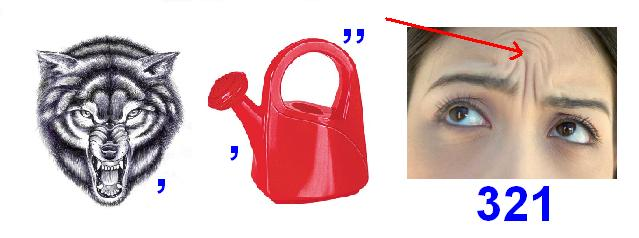 ,
,
,,
321